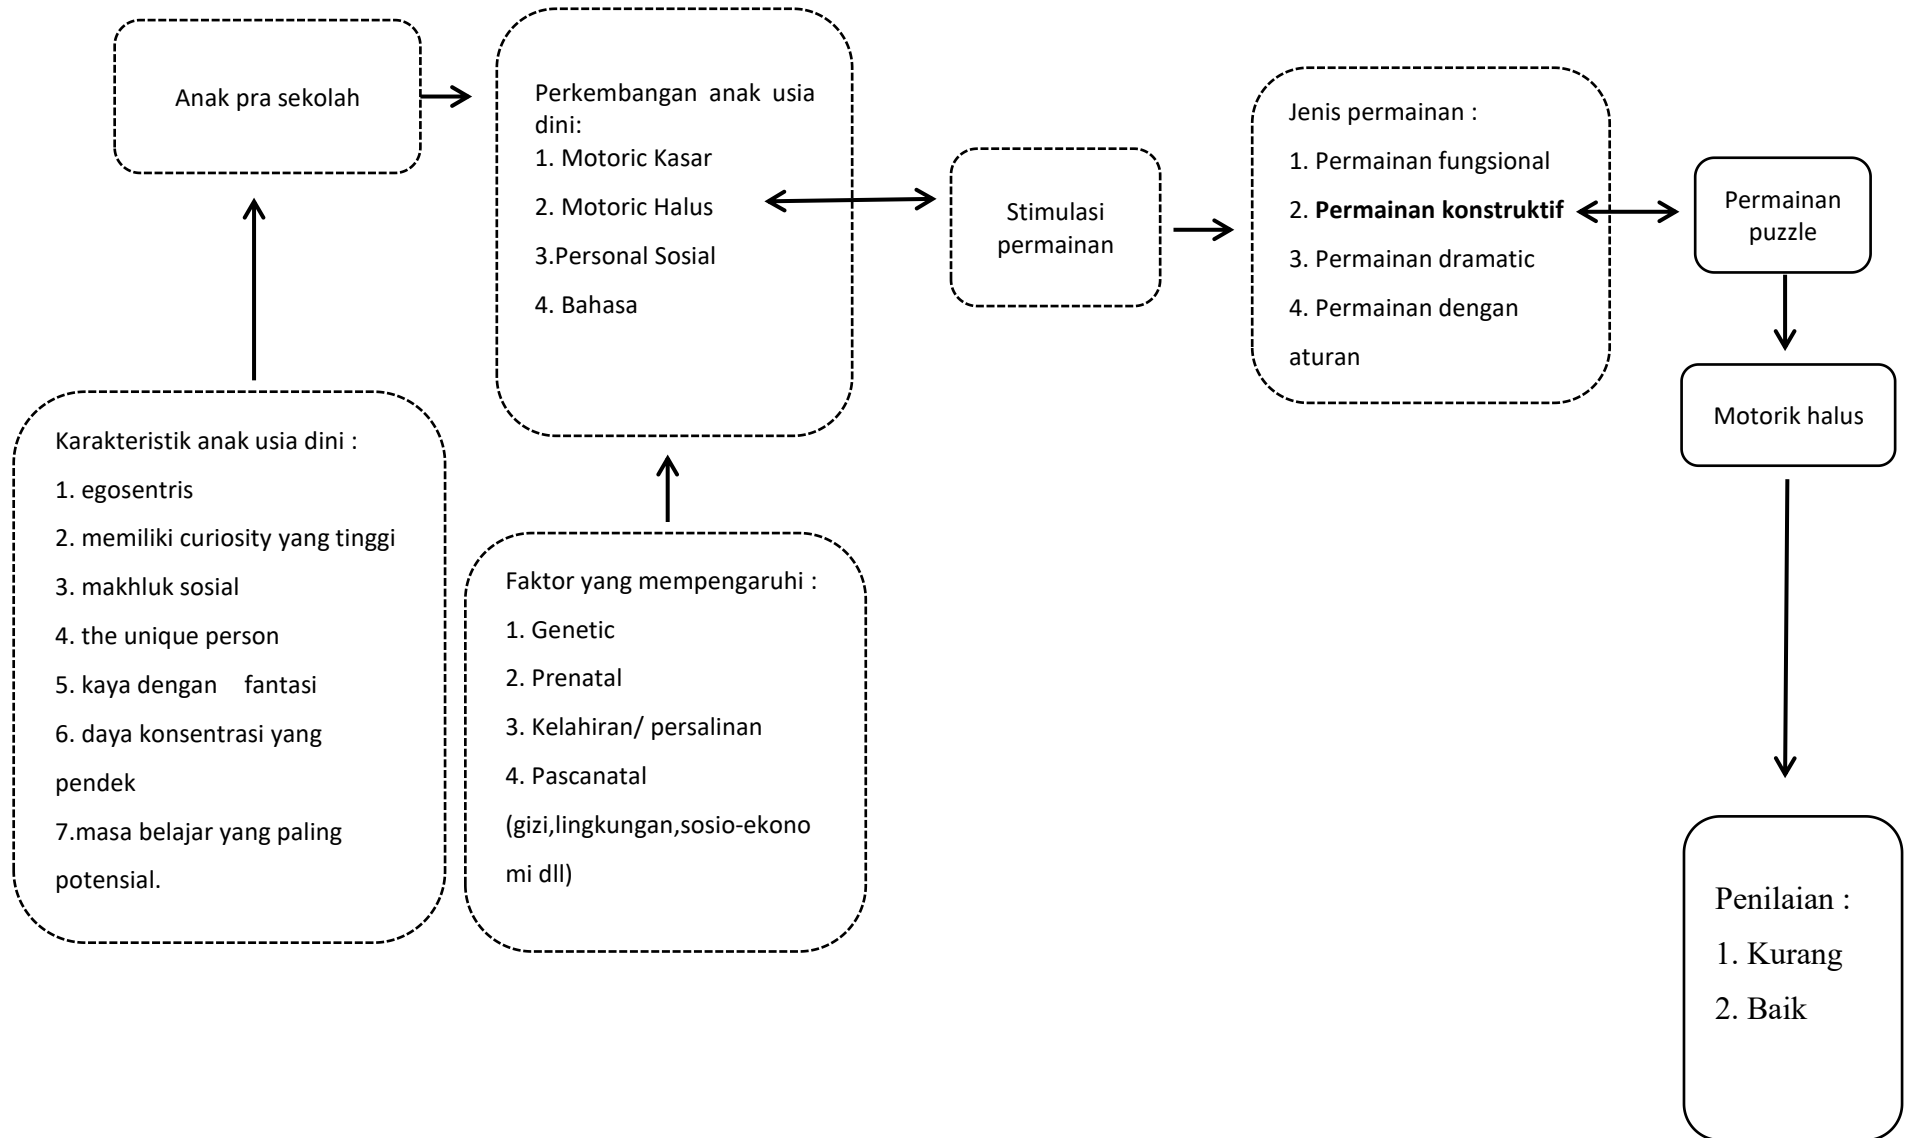 Anak pra sekolah
Perkembangan anak usia
dini:
1. Motoric Kasar
2. Motoric Halus
3.Personal Sosial
4. Bahasa
Stimulasi
permainan
Jenis permainan :
1. Permainan fungsional
2. Permainan konstruktif
3. Permainan dramatic
4. Permainan dengan
aturan
Permainan
puzzle
Motorik halus
Karakteristik anak usia dini :
1. egosentris
2. memiliki curiosity yang tinggi
3. makhluk sosial
4. the unique person
5. kaya dengan fantasi
6. daya konsentrasi yang
pendek
7.masa belajar yang paling
potensial.
Faktor yang mempengaruhi :
1. Genetic
2. Prenatal
3. Kelahiran/ persalinan
4. Pascanatal
(gizi,lingkungan,sosio-ekono
mi dll)
Penilaian :
1. Kurang
2. Baik